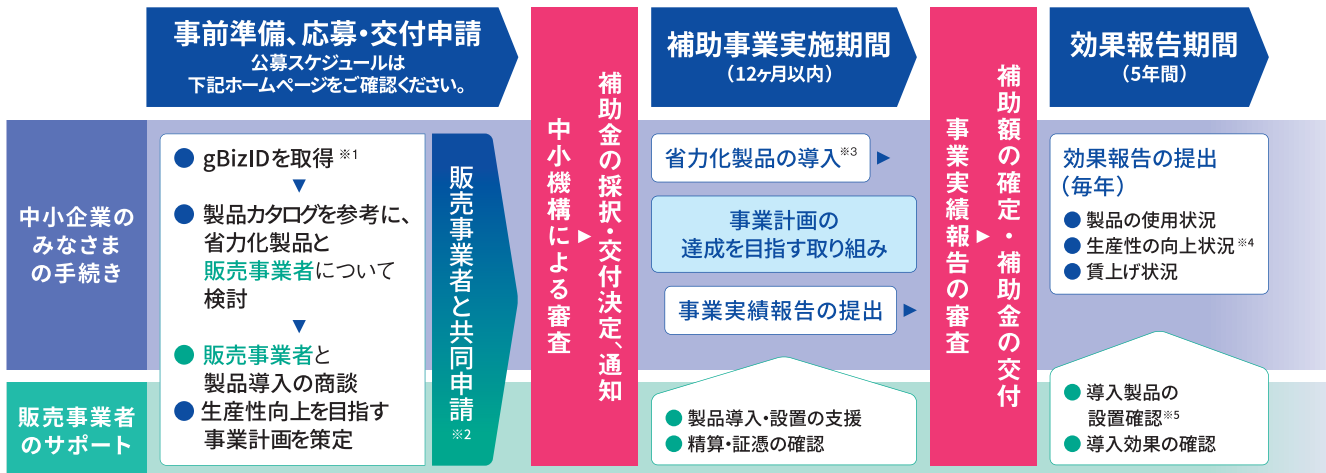 事前準備、応募・交付申請
公募スケジュールは
下記ホームページをご確認ください。
中小機構による審査
補助金の採択・交付決定、通知
補助事業実施期間
（12ヶ月以内）
事業実績報告の審査
補助額の確定・補助金の交付
効果報告期間
（5年間）
中小企業の
みなさま
の手続き
● gBizIDを取得 ※1
▼
● 製品カタログを参考に、
省力化製品と
販売事業者について
検討
▼
● 販売事業者と
製品導入の商談
● 生産性向上を目指す
事業計画を策定
販売事業者と共同申請
※2
省力化製品の導入※3
事業計画の
達成を目指す取り組み
事業実績報告の提出
効果報告の提出
（毎年）
● 製品の使用状況
● 生産性の向上状況※4
● 賃上げ状況
販売事業者
のサポート
● 製品導入・設置の支援
● 精算・証憑の確認
● 導入製品の
設置確認※5
● 導入効果の確認